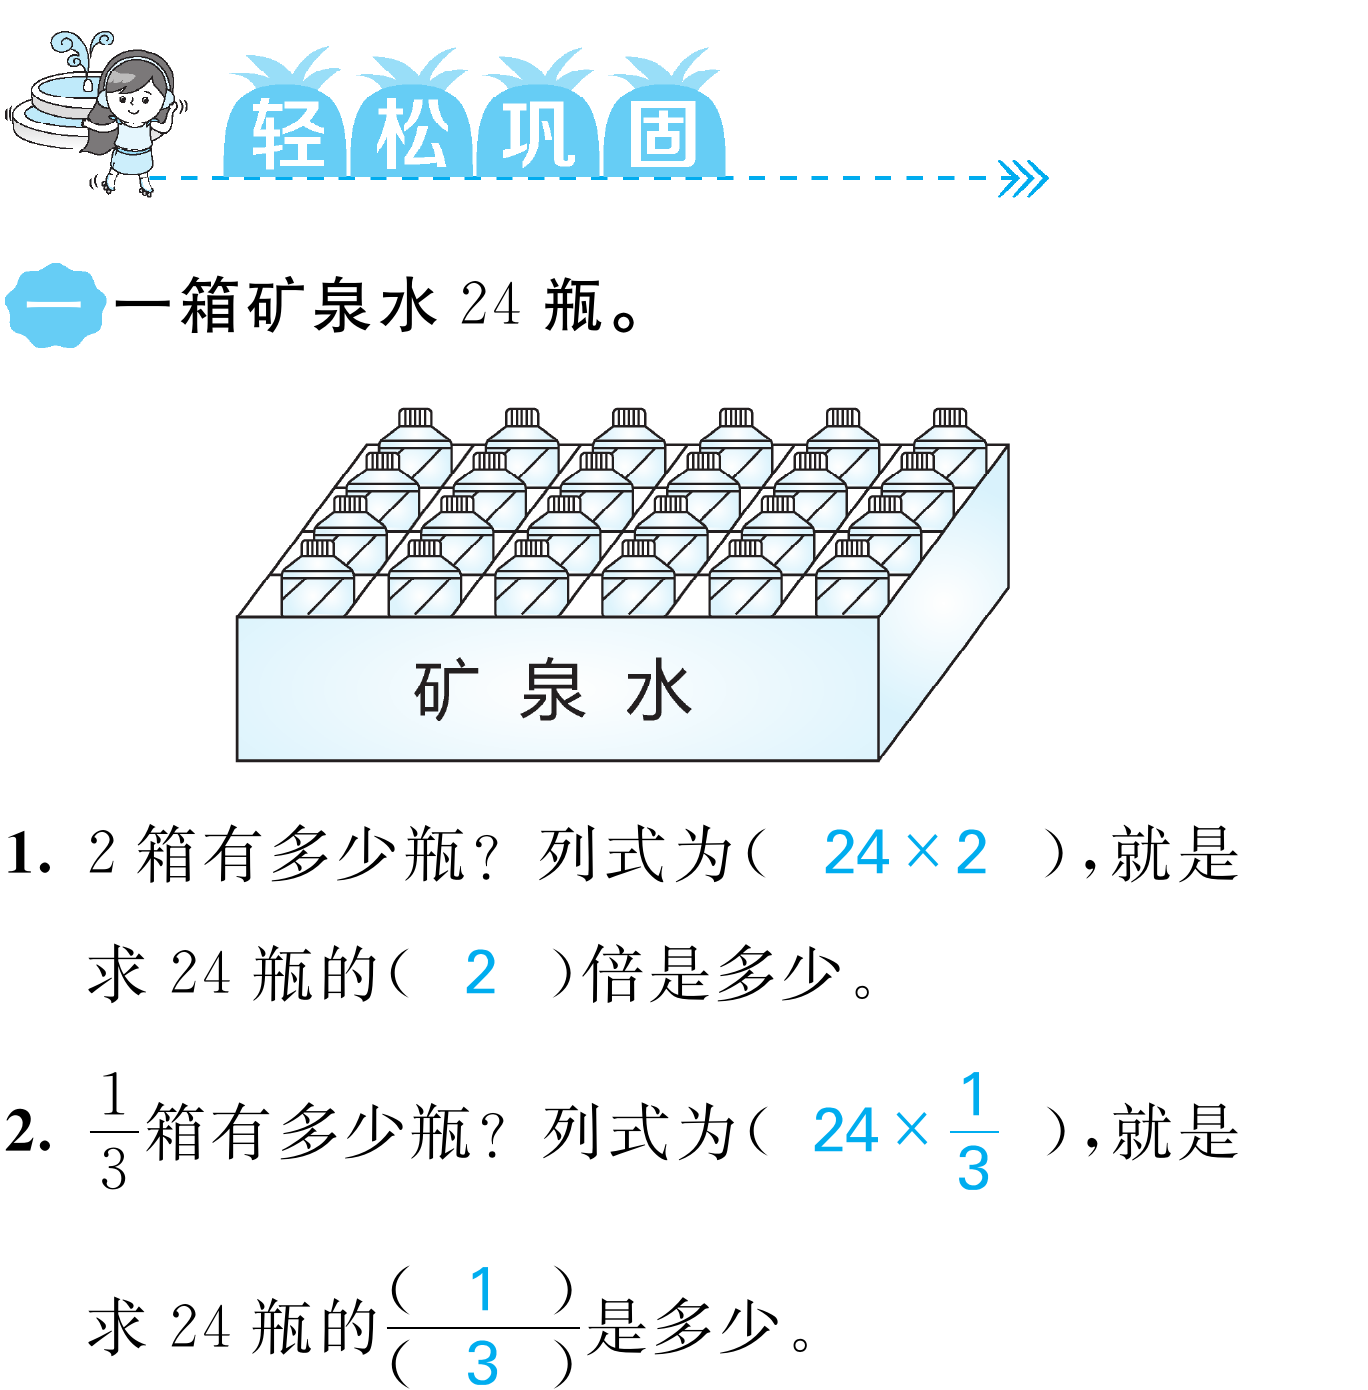 轻松巩固
一 一箱矿泉水 24 瓶。
矿泉水
1. 2 箱有多少瓶？列式为（ 24×2 ），就是
求 24 瓶的（ 2 ）倍是多少。
2. 1/3 箱有多少瓶？列式为（ 24×1/3 ），就是
求 24 瓶的（ 1 ）/（ 3 ）是多少。